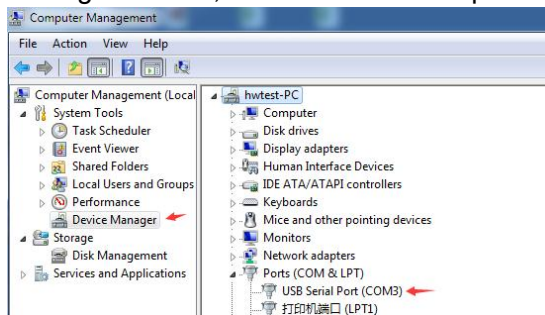 Computer Management
File Action View Help
Computer Management (Local
System Tools
Task Scheduler
Event Viewer
Shared Folders
Local Users and Groups
Performance
Device Manager
Storage
Disk Management
Services and Applications
hwtest-PC
Computer
Disk drives
Display adapters
Human Interface Devices
IDE ATA/ATAPI controllers
Keyboards
Mice and other pointing devices
Monitors
Network adapters
Ports (COM & LPT)
USB Serial Port (COM3)
打印机端口 (LPT1)